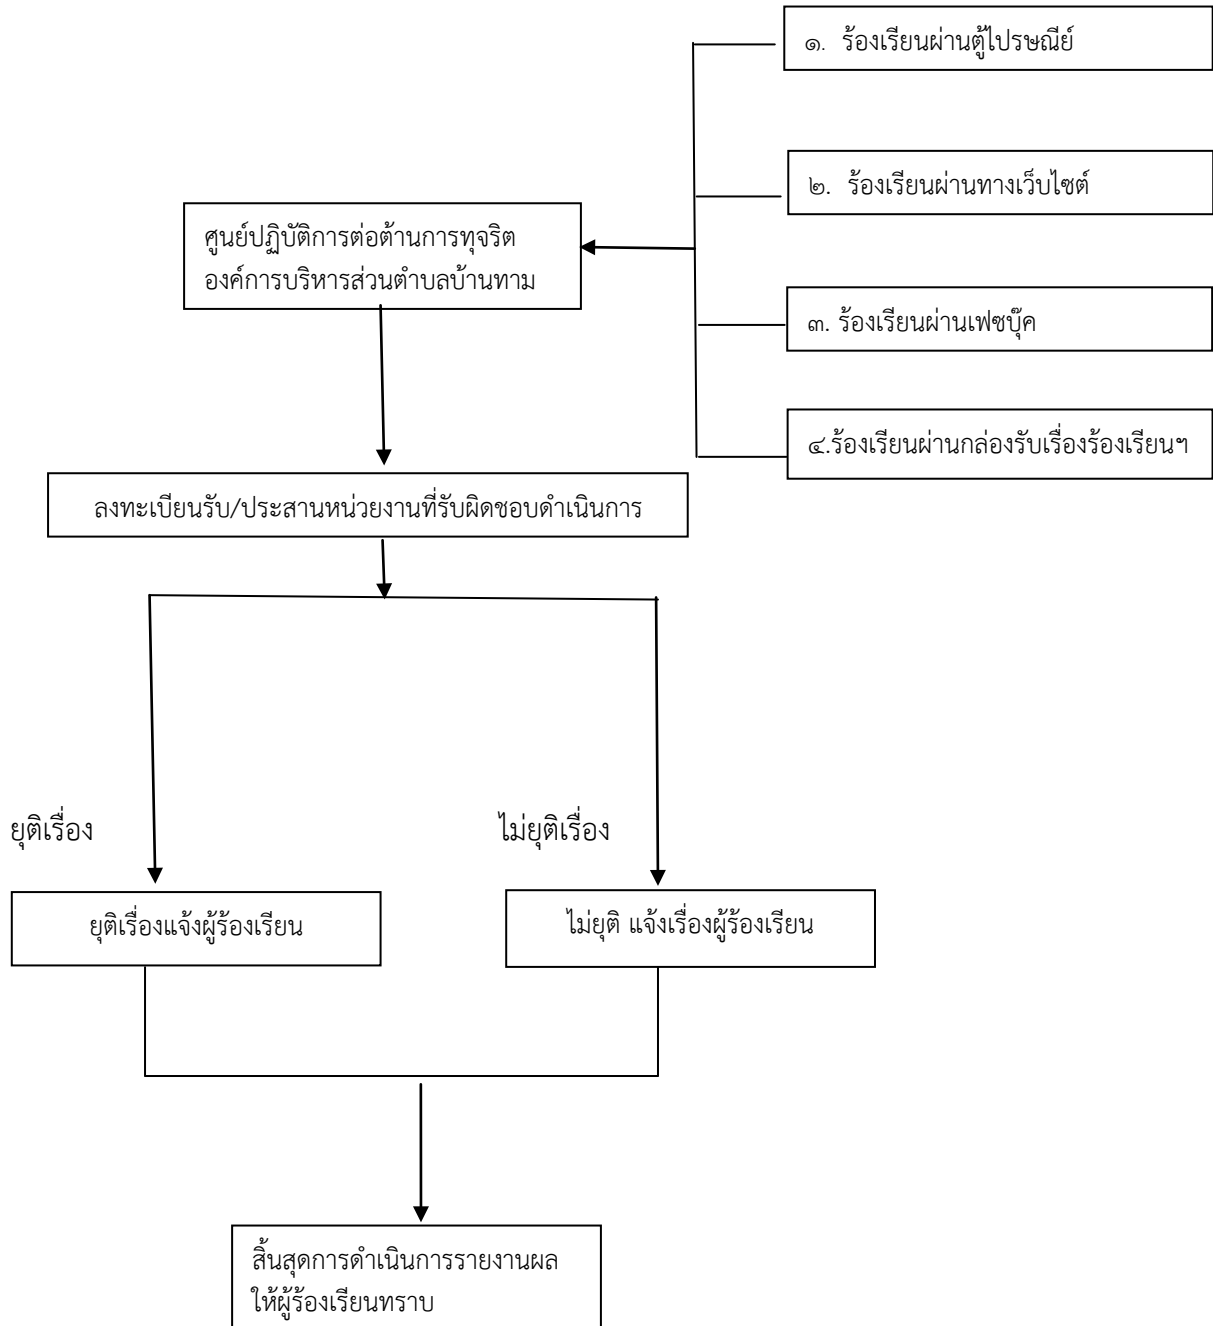 ๑. ร้องเรียนผ่านตู้ไปรษณีย์
๒. ร้องเรียนผ่านทางเว็บไซต์
ศูนย์ปฏิบัติการต่อต้านการทุจริต
องค์การบริหารส่วนตำบลบ้านทาม
๓. ร้องเรียนผ่านเฟซบุ๊ค
๔.ร้องเรียนผ่านกล่องรับเรื่องร้องเรียนฯ
ลงทะเบียนรับ/ประสานหน่วยงานที่รับผิดชอบดำเนินการ
ยุติเรื่อง
ไม่ยุติเรื่อง
ยุติเรื่องแจ้งผู้ร้องเรียน
ไม่ยุติ แจ้งเรื่องผู้ร้องเรียน
สิ้นสุดการดำเนินการรายงานผล
ให้ผู้ร้องเรียนทราบ